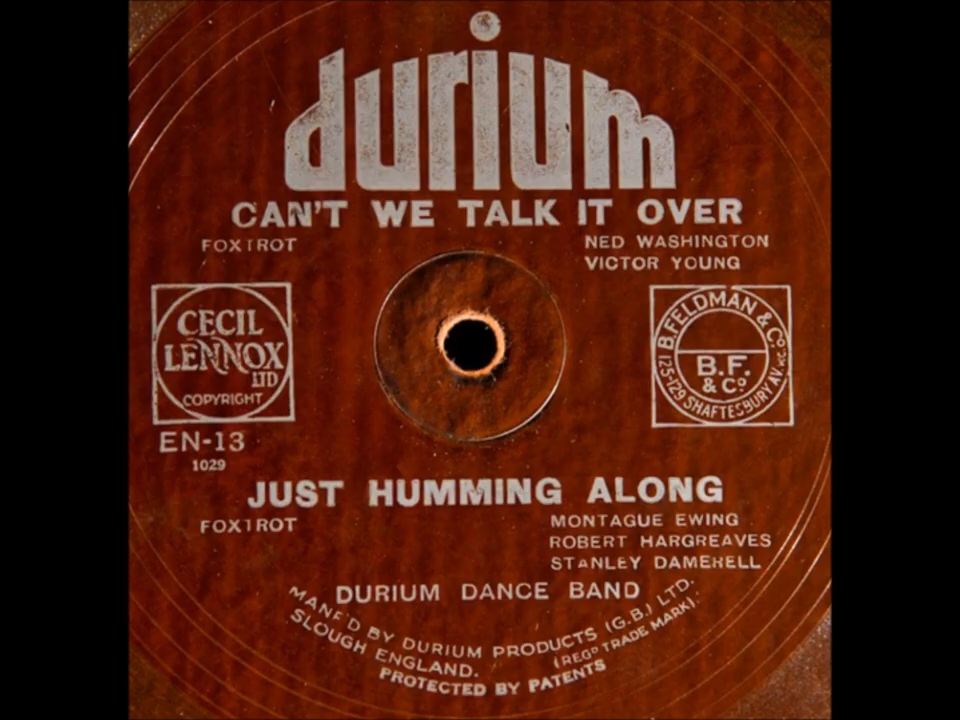 durium
CAN'T WE TALK IT OVER
FOXTROT
NED WASHINGTON
VICTOR YOUNG
CECIL
LENNOX
LTD
COPYRIGHT
B. FELDMAN & Co.
125-129 SHAFTESBURY AV. W.C.2
B.F.
& Co
EN-13
1029
JUST HUMMING ALONG
FOXTROT
MONTAGUE EWING
ROBERT HARGREAVES
STANLEY DAMERELL
DURIUM DANCE BAND
MANF'D BY DURIUM PRODUCTS (G.B.) LTD.
SLOUGH ENGLAND.
(REGD TRADE MARK).
PROTECTED BY PATENTS